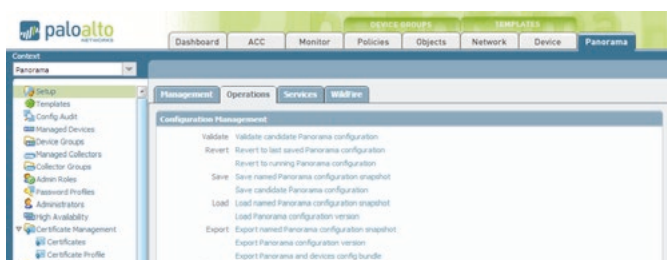 paloalto
NETWORKS
DEVICE GROUPS
TEMPLATES
Dashboard
ACC
Monitor
Policies
Objects
Network
Device
Panorama
Context
Panorama
Setup
Templates
Config Audit
Managed Devices
Device Groups
Managed Collectors
Collector Groups
Admin Roles
Password Profiles
Administrators
High Availability
Certificate Management
Certificates
Certificate Profile
Management
Operations
Services
WildFire
Configuration Management
Validate Validate candidate Panorama configuration
Revert Revert to last saved Panorama configuration
Revert to running Panorama configuration
Save Save named Panorama configuration snapshot
Save candidate Panorama configuration
Load Load named Panorama configuration snapshot
Load Panorama configuration version
Export Export named Panorama configuration snapshot
Export Panorama configuration version
Export Panorama and devices config bundle